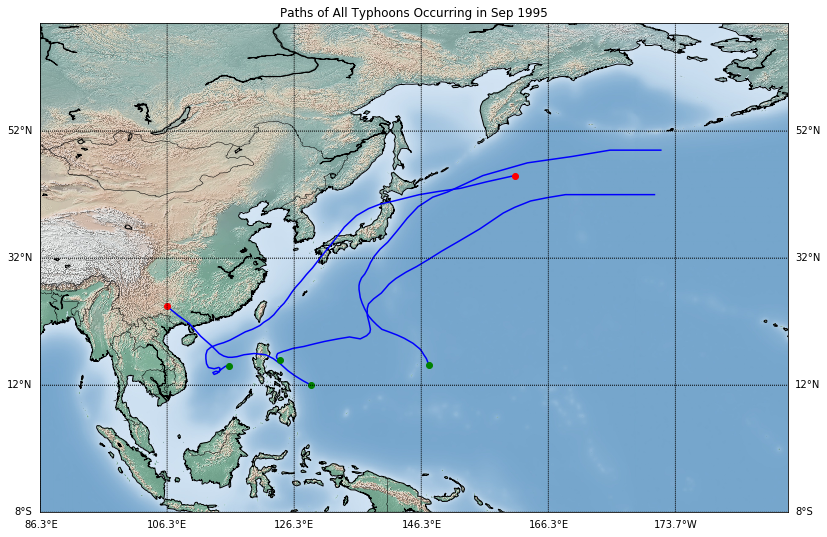 Paths of All Typhoons Occurring in Sep 1995
52°N 52°N
32°N 32°N
12°N 12°N
8°S 8°S
86.3°E 106.3°E 126.3°E 146.3°E 166.3°E 173.7°W